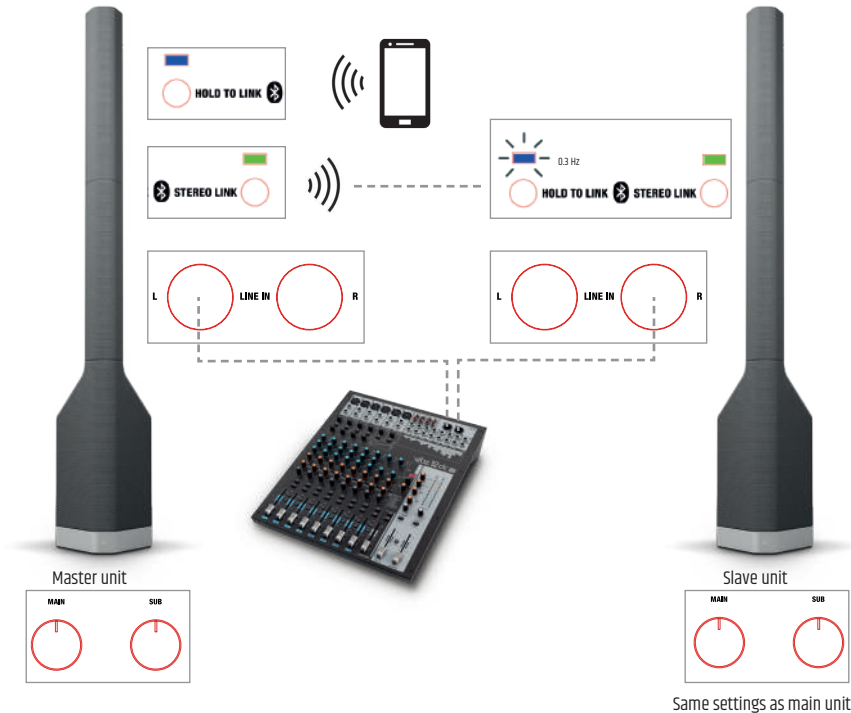 HOLD TO LINK
0.3 Hz
STEREO LINK
HOLD TO LINK STEREO LINK
L LINE IN R
L LINE IN R
Master unit
Slave unit
MAIN SUB
MAIN SUB
Same settings as main unit